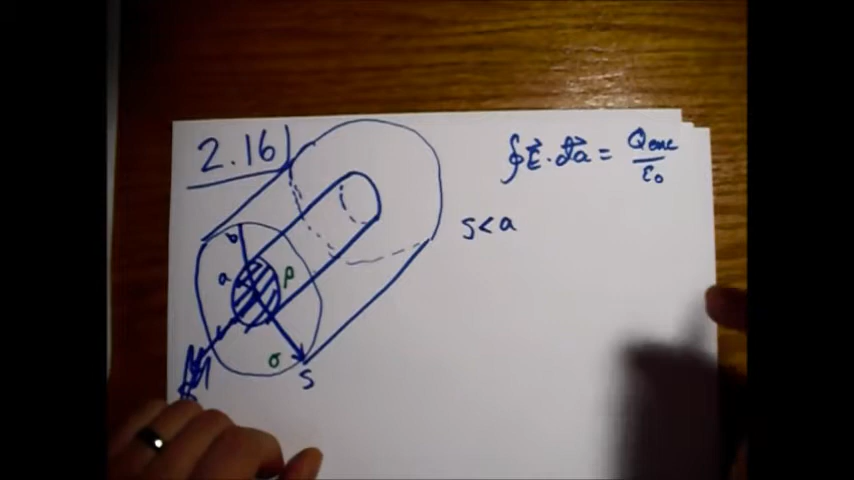 2.16
∮E⃗·da⃗ = Qenc/ε₀
s<a
b
a
ρ
σ
s